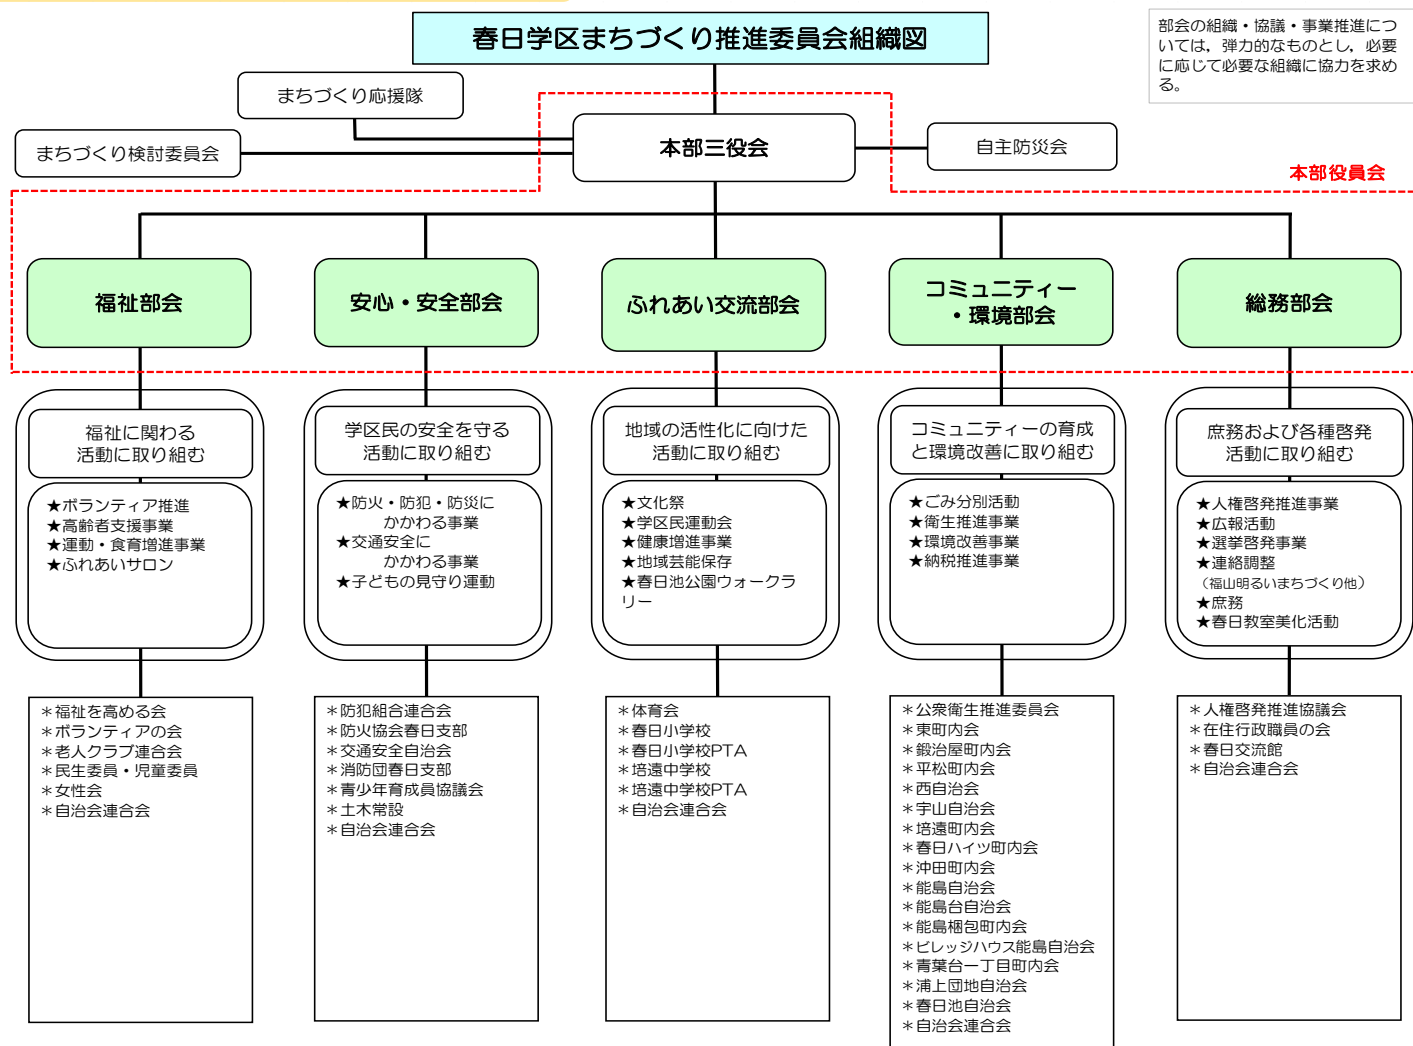 春日学区まちづくり推進委員会組織図
部会の組織・協議・事業推進につ
いては，弾力的なものとし，必要
に応じて必要な組織に協力を求め
る。
まちづくり応援隊
まちづくり検討委員会
本部三役会
自主防災会
本部役員会
福祉部会
安心・安全部会
ふれあい交流部会
コミュニティー
・環境部会
総務部会
福祉に関わる
活動に取り組む
★ボランティア推進
★高齢者支援事業
★運動・食育増進事業
★ふれあいサロン
学区民の安全を守る
活動に取り組む
★防火・防犯・防災に
かかわる事業
★交通安全に
かかわる事業
★子どもの見守り運動
地域の活性化に向けた
活動に取り組む
★文化祭
★学区民運動会
★健康増進事業
★地域芸能保存
★春日池公園ウォークラ
リー
コミュニティーの育成
と環境改善に取り組む
★ごみ分別活動
★衛生推進事業
★環境改善事業
★納税推進事業
庶務および各種啓発
活動に取り組む
★人権啓発推進事業
★広報活動
★選挙啓発事業
★連絡調整
（福山明るいまちづくり他）
★庶務
★春日教室美化活動
＊福祉を高める会
＊ボランティアの会
＊老人クラブ連合会
＊民生委員・児童委員
＊女性会
＊自治会連合会
＊防犯組合連合会
＊防火協会春日支部
＊交通安全自治会
＊消防団春日支部
＊青少年育成員協議会
＊土木常設
＊自治会連合会
＊体育会
＊春日小学校
＊春日小学校PTA
＊培遠中学校
＊培遠中学校PTA
＊自治会連合会
＊公衆衛生推進委員会
＊東町内会
＊鍛冶屋町内会
＊平松町内会
＊西自治会
＊宇山自治会
＊培遠町内会
＊春日ハイツ町内会
＊沖田町内会
＊能島自治会
＊能島台自治会
＊能島梱包町内会
＊ビレッジハウス能島自治会
＊青葉台一丁目町内会
＊浦上団地自治会
＊春日池自治会
＊自治会連合会
＊人権啓発推進協議会
＊在住行政職員の会
＊春日交流館
＊自治会連合会